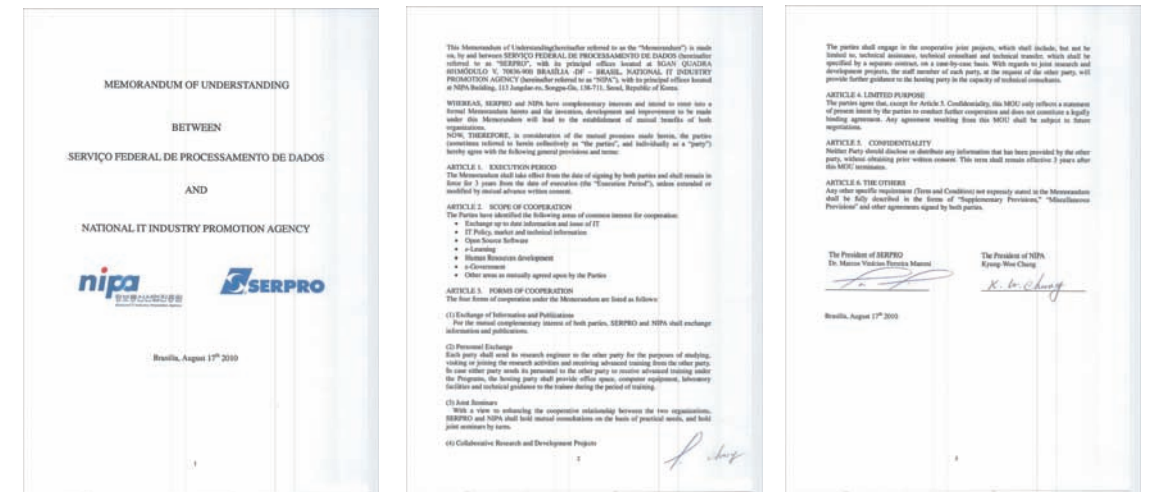 MEMORANDUM OF UNDERSTANDING
BETWEEN
SERVIÇO FEDERAL DE PROCESSAMENTO DE DADOS
AND
NATIONAL IT INDUSTRY PROMOTION AGENCY
nipa
정보통신산업진흥원
SERPRO
Brasília, August 17th 2010
1
This Memorandum of Understanding(hereinafter referred to as the "Memorandum") is made
on, by and between SERVIÇO FEDERAL DE PROCESSAMENTO DE DADOS (hereinafter
referred to as "SERPRO", with its principal offices located at SGAN QUADRA
601MÓDULO V, 70836-900 BRASÍLIA -DF – BRASIL, NATIONAL IT INDUSTRY
PROMOTION AGENCY (hereinafter referred to as "NIPA"), with its principal offices located
at NIPA Building, 113 Jungdae-ro, Songpa-Gu, 138-711, Seoul, Republic of Korea.
WHEREAS, SERPRO and NIPA have complementary interests and intend to enter into a
formal Memorandum hereto and the invention, development and improvement to be made
under this Memorandum will lead to the establishment of mutual benefits of both
organizations.
NOW, THEREFORE, in consideration of the mutual promises made herein, the parties
(sometimes referred to herein collectively as "the parties", and individually as a "party")
hereby agree with the following general provisions and terms:
ARTICLE 1. EXECUTION PERIOD
The Memorandum shall take effect from the date of signing by both parties and shall remain in
force for 3 years from the date of execution (the "Execution Period"), unless extended or
modified by mutual advance written consent.
ARTICLE 2. SCOPE OF COOPERATION
The Parties have identified the following areas of common interest for cooperation:
• Exchange up to date information and issue of IT
• IT Policy, market and technical information
• Open Source Software
• e-Learning
• Human Resources development
• e-Government
• Other areas as mutually agreed upon by the Parties
ARTICLE 3. FORMS OF COOPERATION
The four forms of cooperation under the Memorandum are listed as follows:
(1) Exchange of Information and Publications
For the mutual complementary interest of both parties, SERPRO and NIPA shall exchange
information and publications.
(2) Personnel Exchange
Each party shall send its research engineer to the other party for the purposes of studying,
visiting or joining the research activities and receiving advanced training from the other party.
In case either party sends its personnel to the other party to receive advanced training under
the Programs, the hosting party shall provide office space, computer equipment, laboratory
facilities and technical guidance to the trainee during the period of training.
(3) Joint Seminars
With a view to enhancing the cooperative relationship between the two organizations,
SERPRO and NIPA shall hold mutual consultations on the basis of practical needs, and hold
joint seminars by turns.
(4) Collaborative Research and Development Projects
2
The parties shall engage in the cooperative joint projects, which shall include, but not be
limited to, technical assistance, technical consultant and technical transfer, which shall be
specified by a separate contract, on a case-by-case basis. With regards to joint research and
development projects, the staff member of each party, at the request of the other party, will
provide further guidance to the hosting party in the capacity of technical consultants.
ARTICLE 4. LIMITED PURPOSE
The parties agree that, except for Article 5. Confidentiality, this MOU only reflects a statement
of present intent by the parties to conduct further cooperation and does not constitute a legally
binding agreement. Any agreement resulting from this MOU shall be subject to future
negotiations.
ARTICLE 5. CONFIDENTIALITY
Neither Party should disclose or distribute any information that has been provided by the other
party, without obtaining prior written consent. This term shall remain effective 3 years after
this MOU terminates.
ARTICLE 6. THE OTHERS
Any other specific requirement (Term and Condition) not expressly stated in the Memorandum
shall be fully described in the forms of "Supplementary Provisions," "Miscellaneous
Provisions" and other agreements signed by both parties.
The President of SERPRO
Dr. Marcos Vinicius Ferreira Mazoni
The President of NIPA
Kyung-Won Chung
K. W. Chung
Brasília, August 17th 2010
3